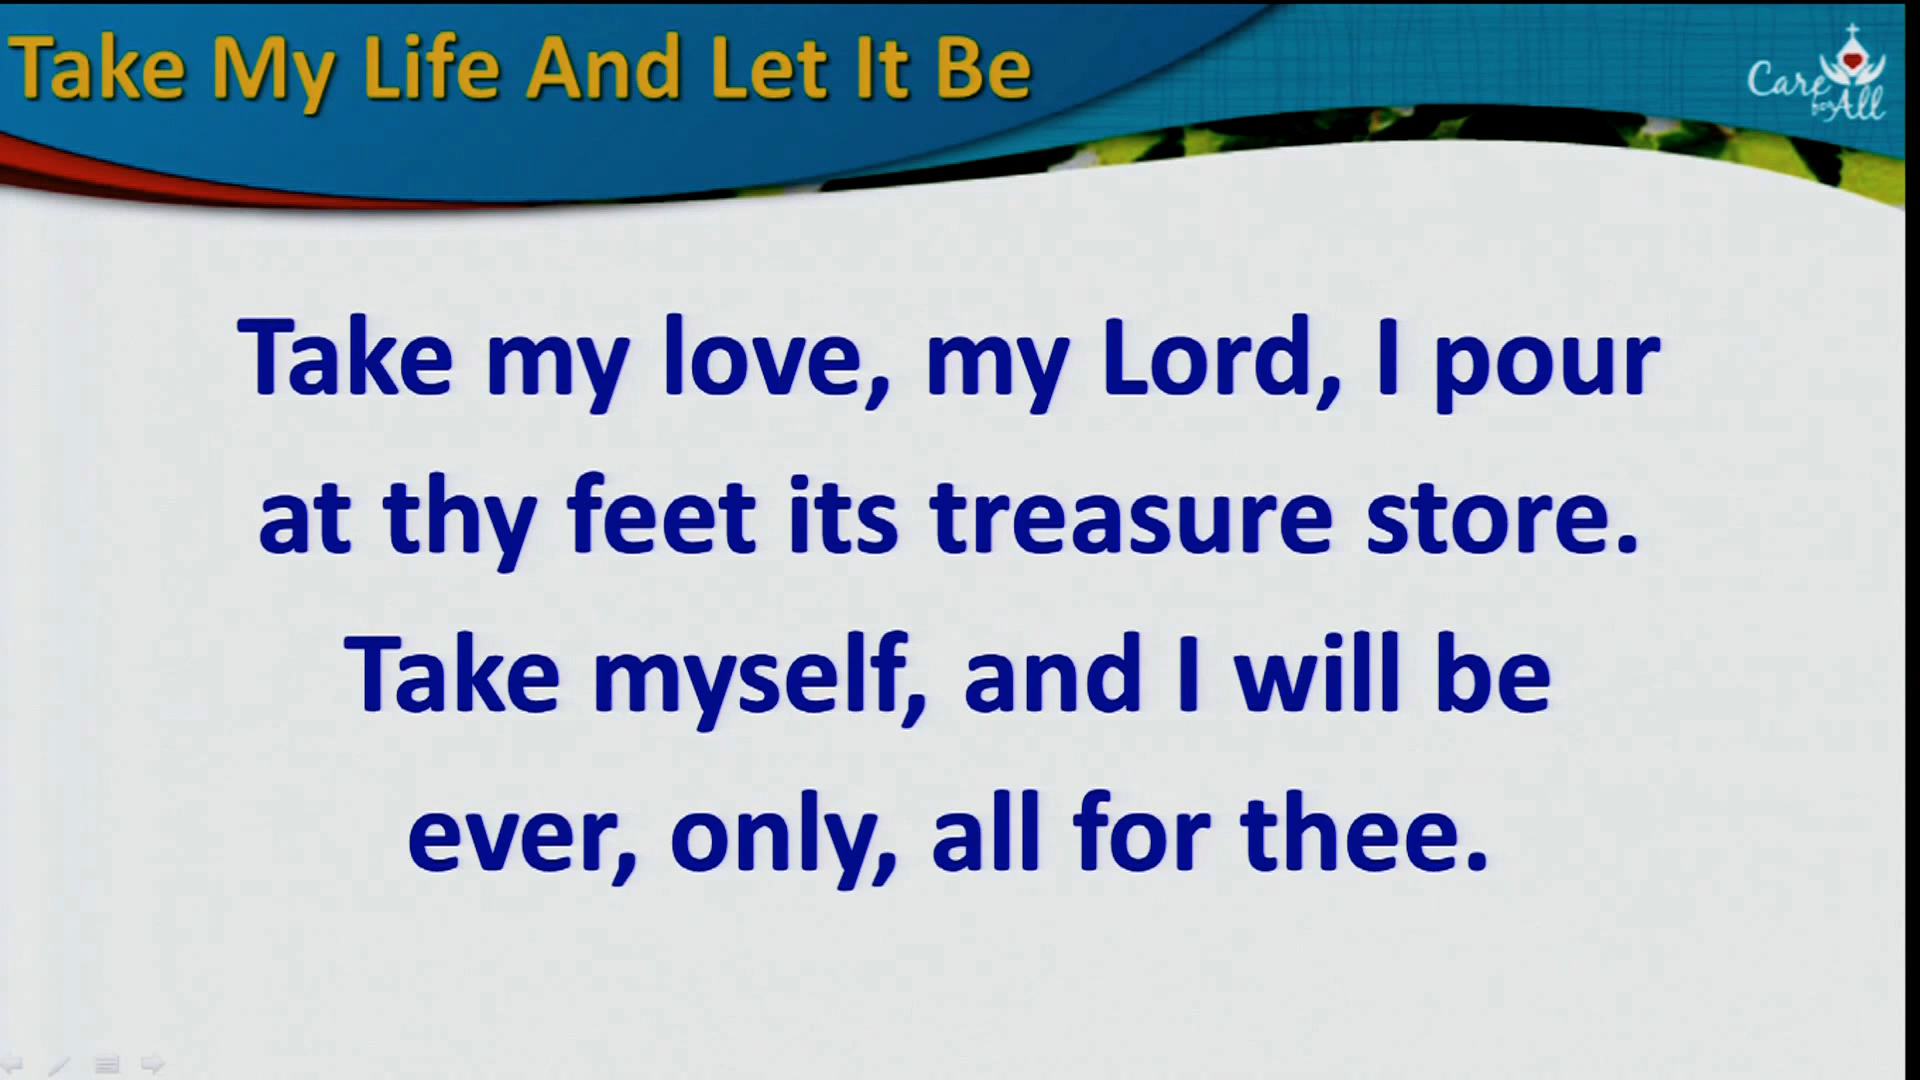 Take My Life And Let It Be
Care
for All
Take my love, my Lord, I pour
at thy feet its treasure store.
Take myself, and I will be
ever, only, all for thee.